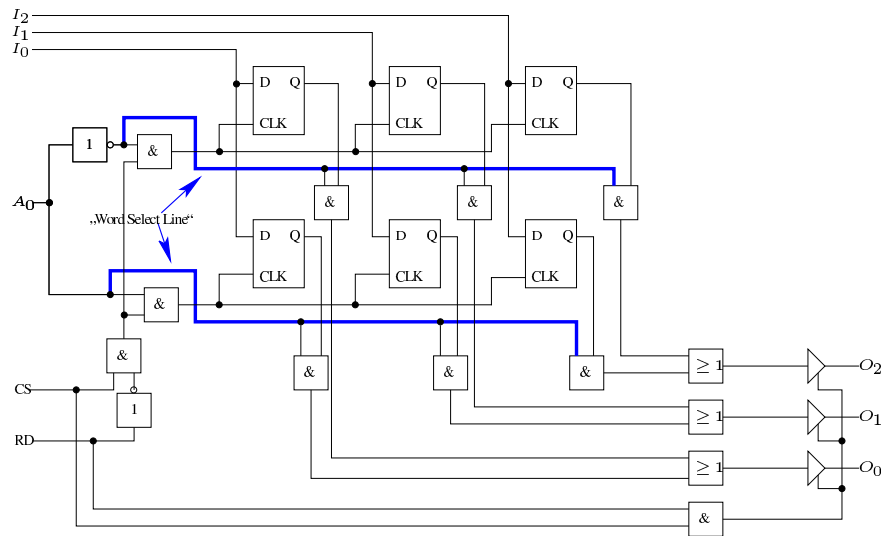 I₂
I₁
I₀
D Q D Q D Q
CLK CLK CLK
1
&
& & &
A₀
„Word Select Line“
D Q D Q D Q
CLK CLK CLK
&
&
& & &
≥ 1 O₂
CS
1
≥ 1 O₁
RD
≥ 1 O₀
&